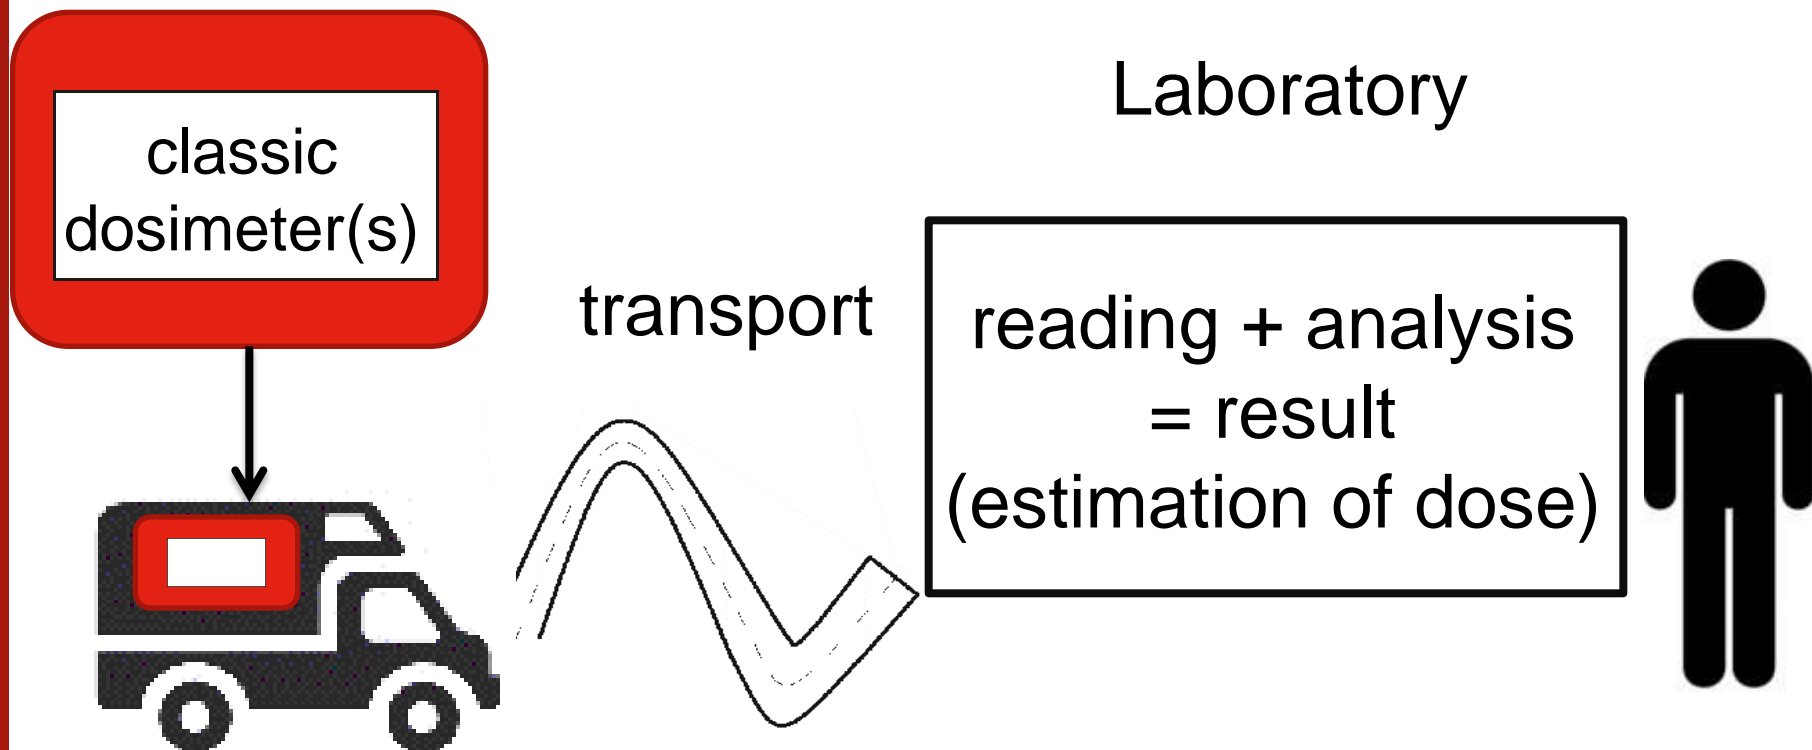 classic
dosimeter(s)
transport
Laboratory
reading + analysis
= result
(estimation of dose)